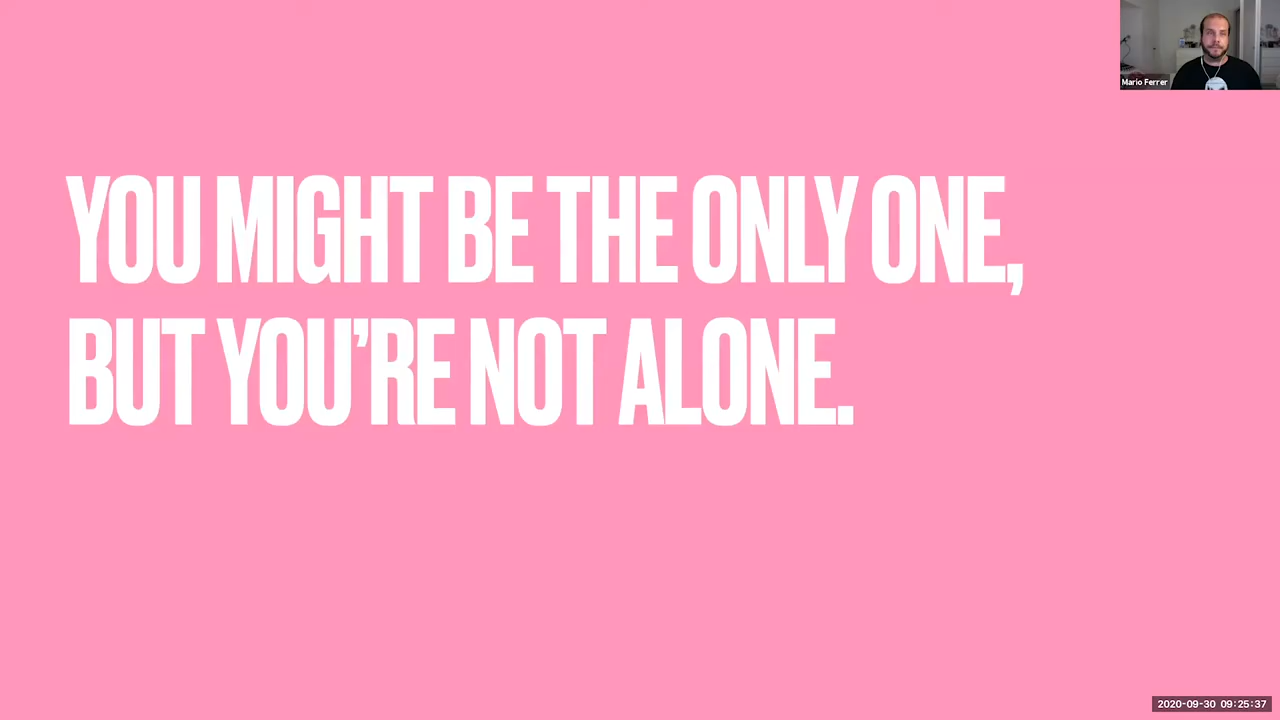 Mario Ferrer
YOU MIGHT BE THE ONLY ONE,
BUT YOU’RE NOT ALONE.
2020-09-30 09:25:37